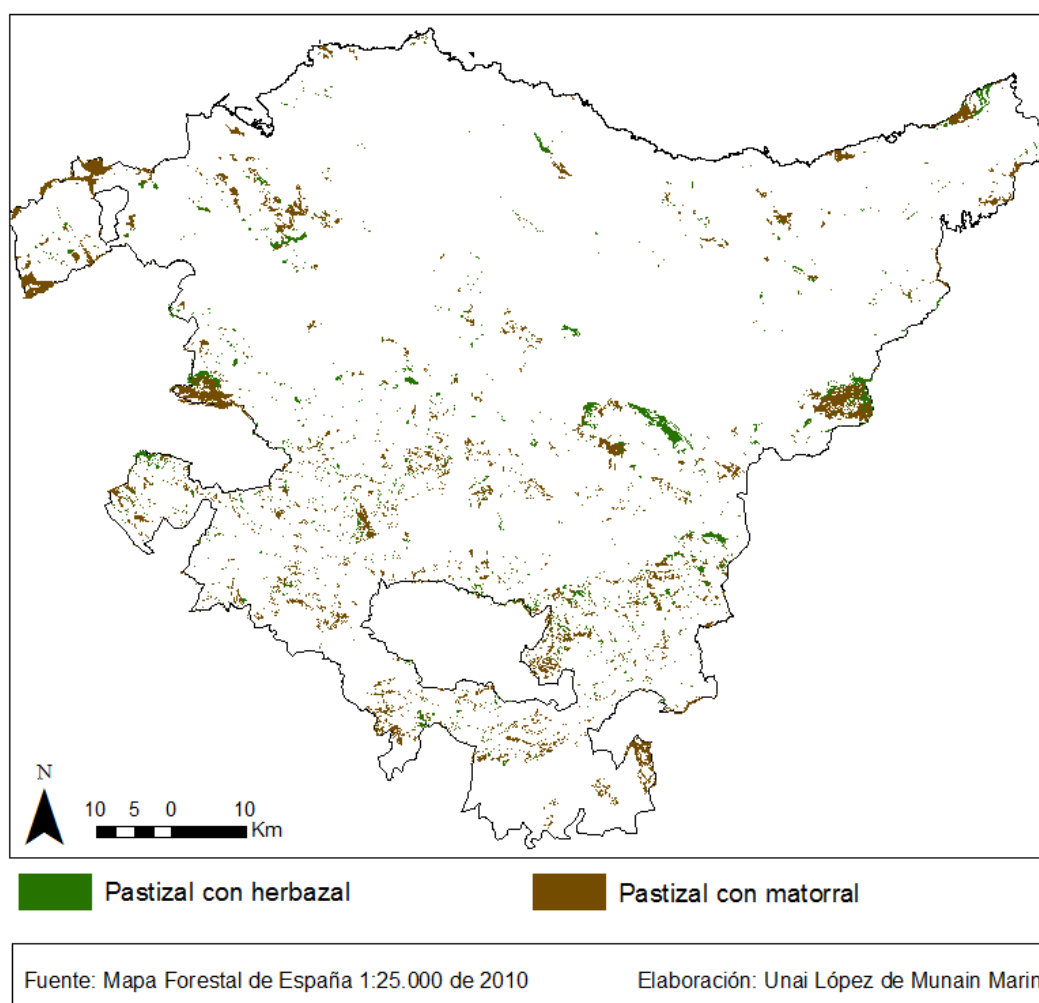 N
10 5 0 10
Km
Pastizal con herbazal
Pastizal con matorral
Fuente: Mapa Forestal de España 1:25.000 de 2010
Elaboración: Unai López de Munain Marin